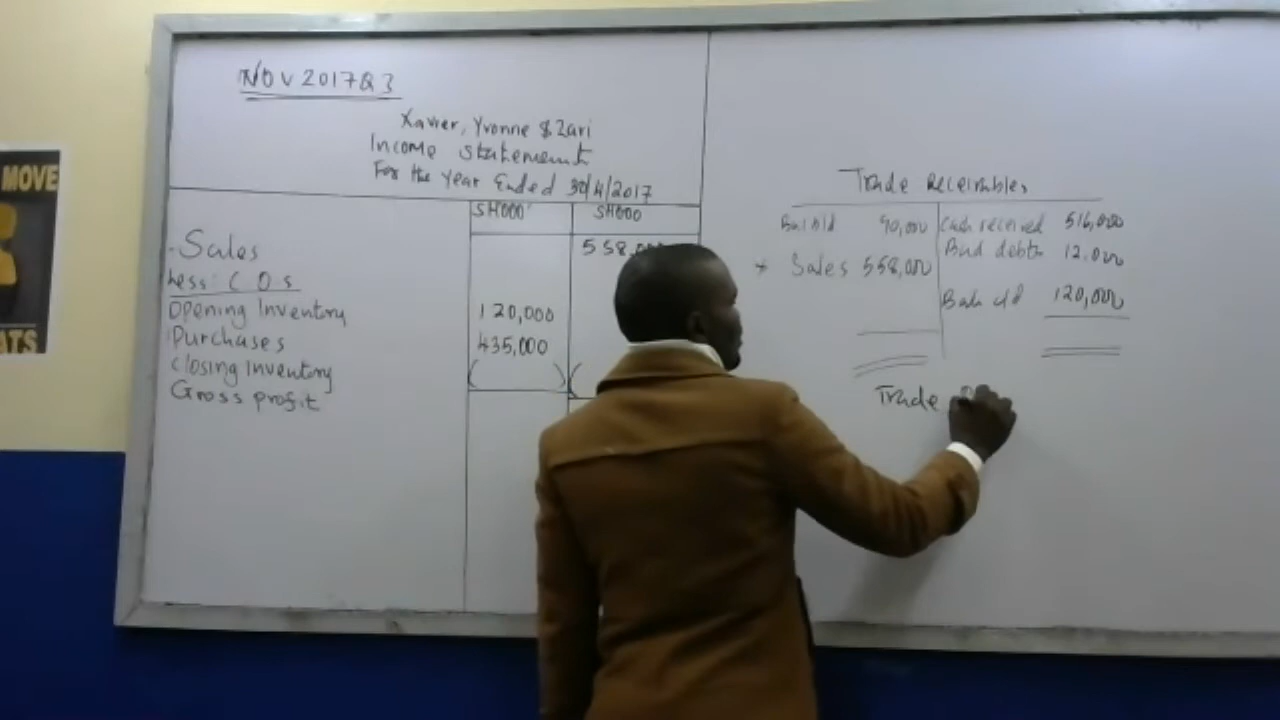 MOVE
ATS
NOV 2017 Q3
Xavier, Yvonne & Zari
Income statement
For the Year Ended 30/4/2017
SH000' SH000
Sales 558,000
Less: COS
Opening Inventory 120,000
Purchases 435,000
Closing Inventory ( ) (
Gross profit
Trade Receivables
Bal b/d 90,000 Cash received 516,000
Bad debts 12,000
Sales 558,000
Bal c/d 120,000
Trade